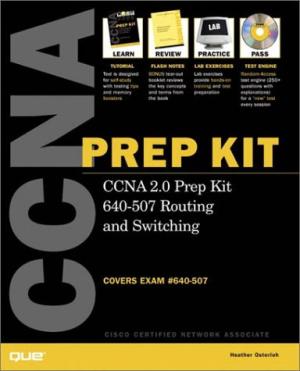 CCNA
PREP KIT
LAB
LEARN
REVIEW
PRACTICE
PASS
TUTORIAL
Text is designed
for self-study
with testing tips
and memory
boosters
FLASH NOTES
BONUS tear-out
booklet reviews
the key concepts
and terms from
the book
LAB EXERCISES
Lab exercises
provide hands-on
training and test
preparation
TEST ENGINE
Random-Access
test engine (250+
questions with
explanations)
for a 'new' test
every session
PREP KIT
CCNA 2.0 Prep Kit
640-507 Routing
and Switching
COVERS EXAM #640-507
CISCO CERTIFIED NETWORK ASSOCIATE
QUE
Heather Osterloh